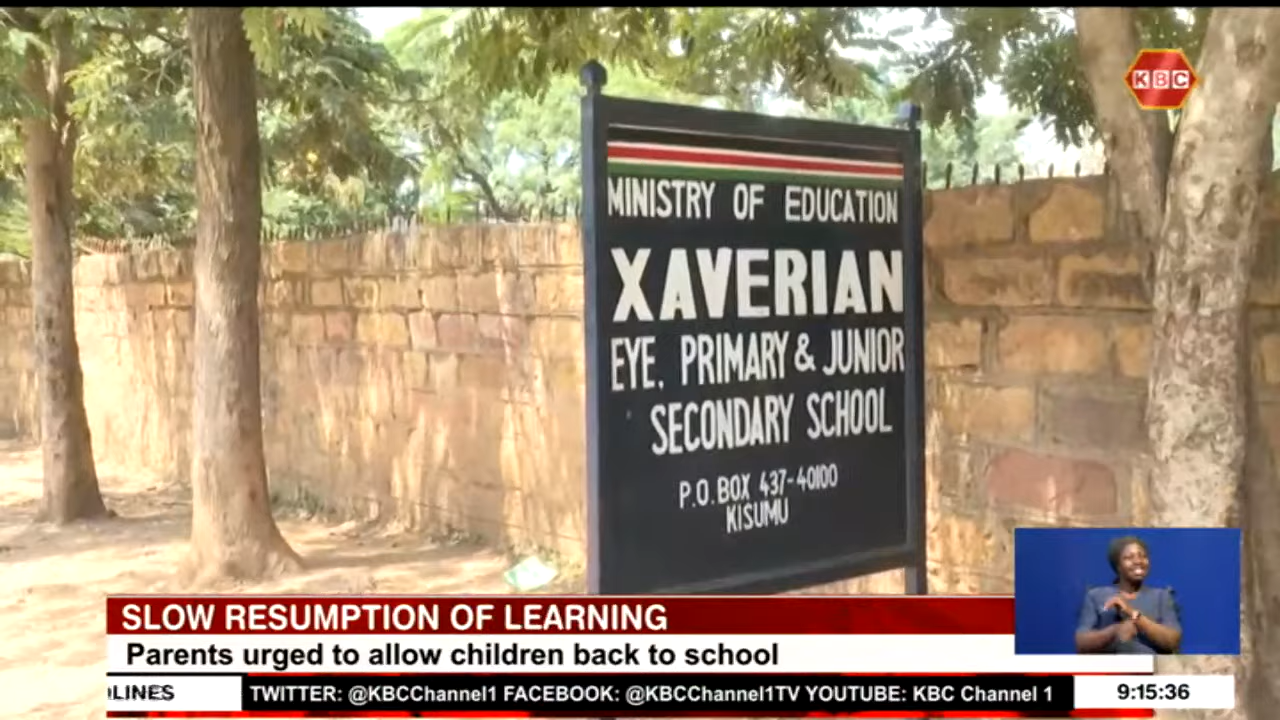 KBC
MINISTRY OF EDUCATION
XAVERIAN
EYE, PRIMARY & JUNIOR
SECONDARY SCHOOL
P.O. BOX 437-40100
KISUMU
SLOW RESUMPTION OF LEARNING
Parents urged to allow children back to school
LINES TWITTER: @KBCChannel1 FACEBOOK: @KBCChannel1TV YOUTUBE: KBC Channel 1 9:15:36